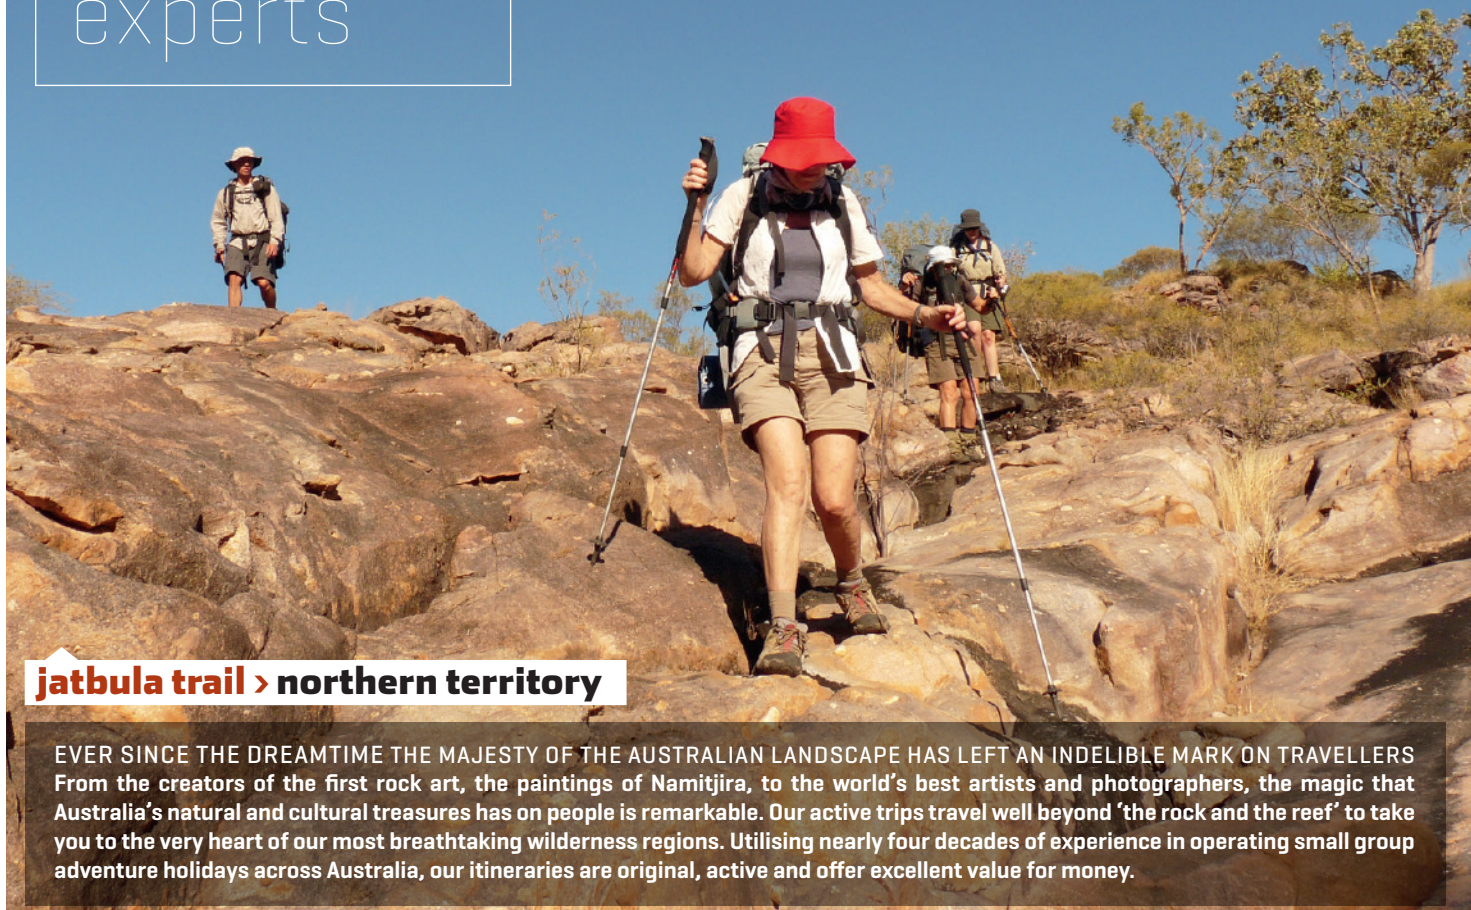 experts
jatbula trail > northern territory
EVER SINCE THE DREAMTIME THE MAJESTY OF THE AUSTRALIAN LANDSCAPE HAS LEFT AN INDELIBLE MARK ON TRAVELLERS
From the creators of the first rock art, the paintings of Namitjira, to the world's best artists and photographers, the magic that
Australia's natural and cultural treasures has on people is remarkable. Our active trips travel well beyond ‘the rock and the reef’ to take
you to the very heart of our most breathtaking wilderness regions. Utilising nearly four decades of experience in operating small group
adventure holidays across Australia, our itineraries are original, active and offer excellent value for money.